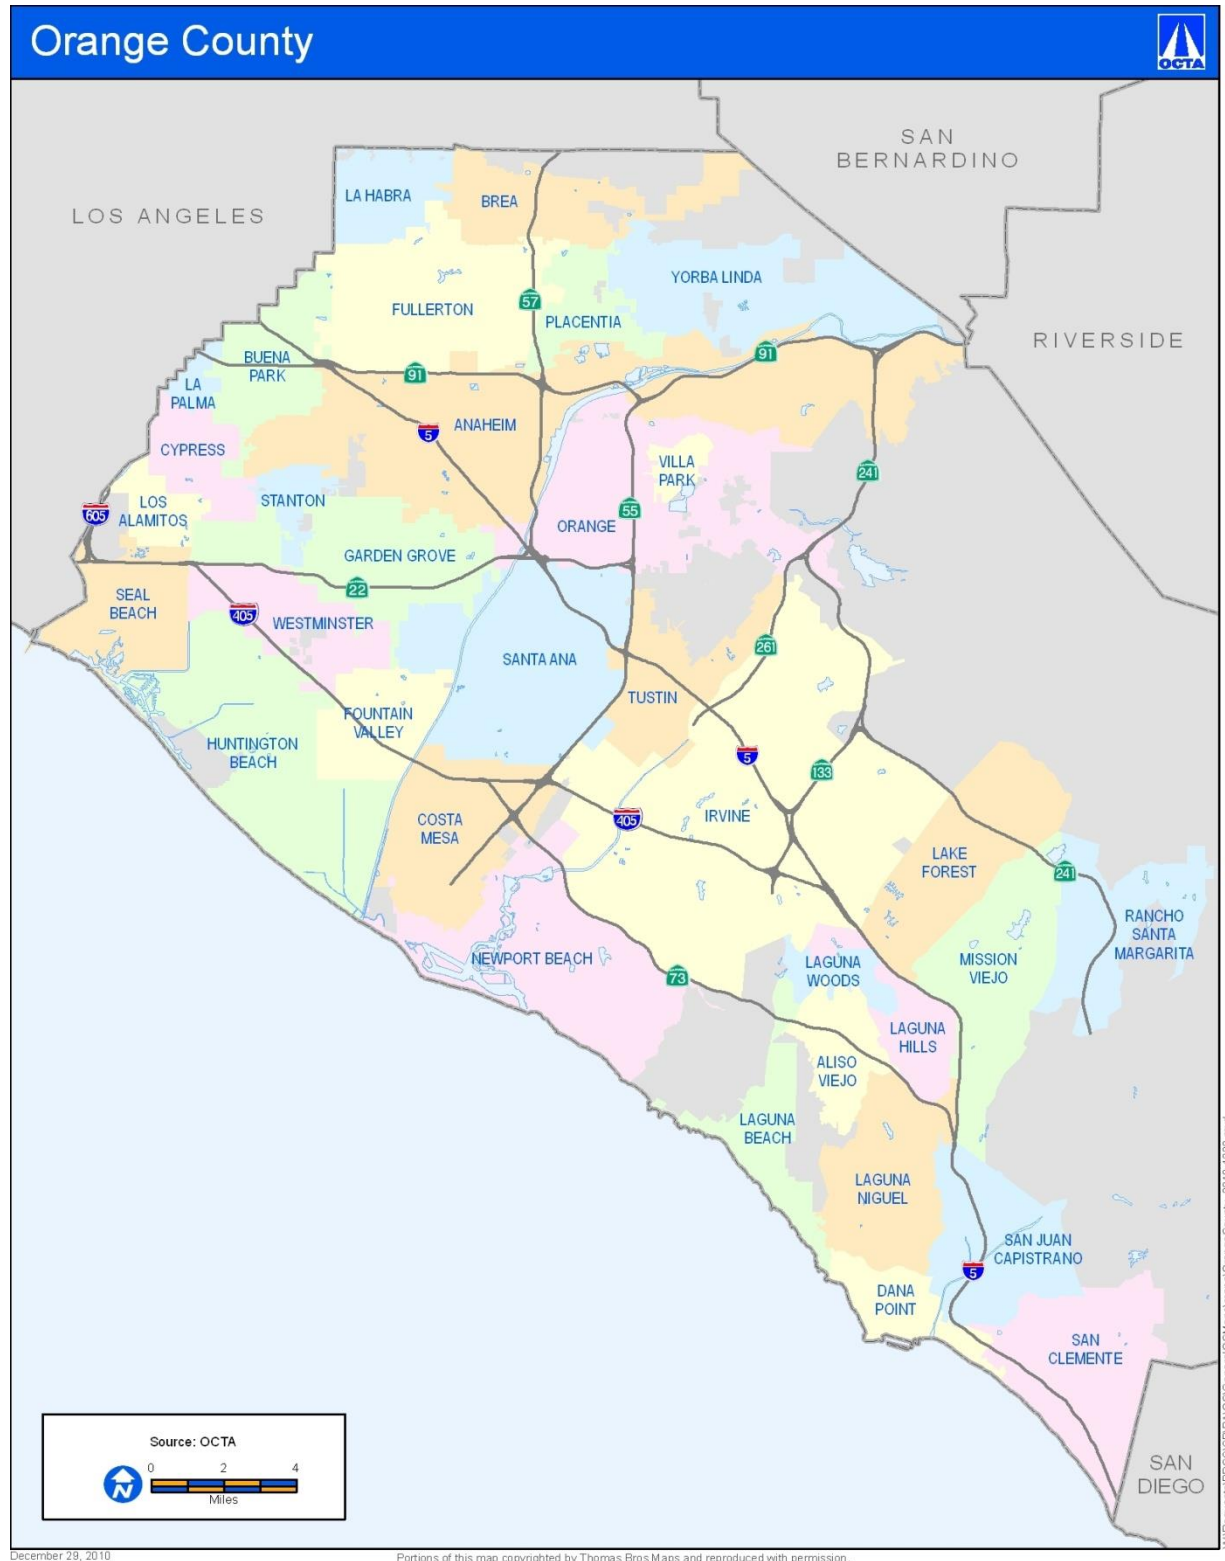 Orange County
OCTA
SAN
BERNARDINO
LOS ANGELES
RIVERSIDE
LA HABRA
BREA
YORBA LINDA
FULLERTON
57
PLACENTIA
BUENA
PARK
91
91
LA
PALMA
5
ANAHEIM
CYPRESS
VILLA
PARK
241
STANTON
LOS
ALAMITOS
605
55
ORANGE
GARDEN GROVE
22
SEAL
BEACH
405
WESTMINSTER
261
SANTA ANA
TUSTIN
FOUNTAIN
VALLEY
HUNTINGTON
BEACH
5
133
COSTA
MESA
405
IRVINE
LAKE
FOREST
241
RANCHO
SANTA
MARGARITA
NEWPORT BEACH
73
LAGUNA
WOODS
MISSION
VIEJO
LAGUNA
HILLS
ALISO
VIEJO
LAGUNA
BEACH
LAGUNA
NIGUEL
SAN JUAN
CAPISTRANO
5
DANA
POINT
SAN
CLEMENTE
SAN
DIEGO
Source: OCTA
N
0 2 4
Miles
December 29, 2010
Portions of this map copyrighted by Thomas Bros Maps and reproduced with permission.